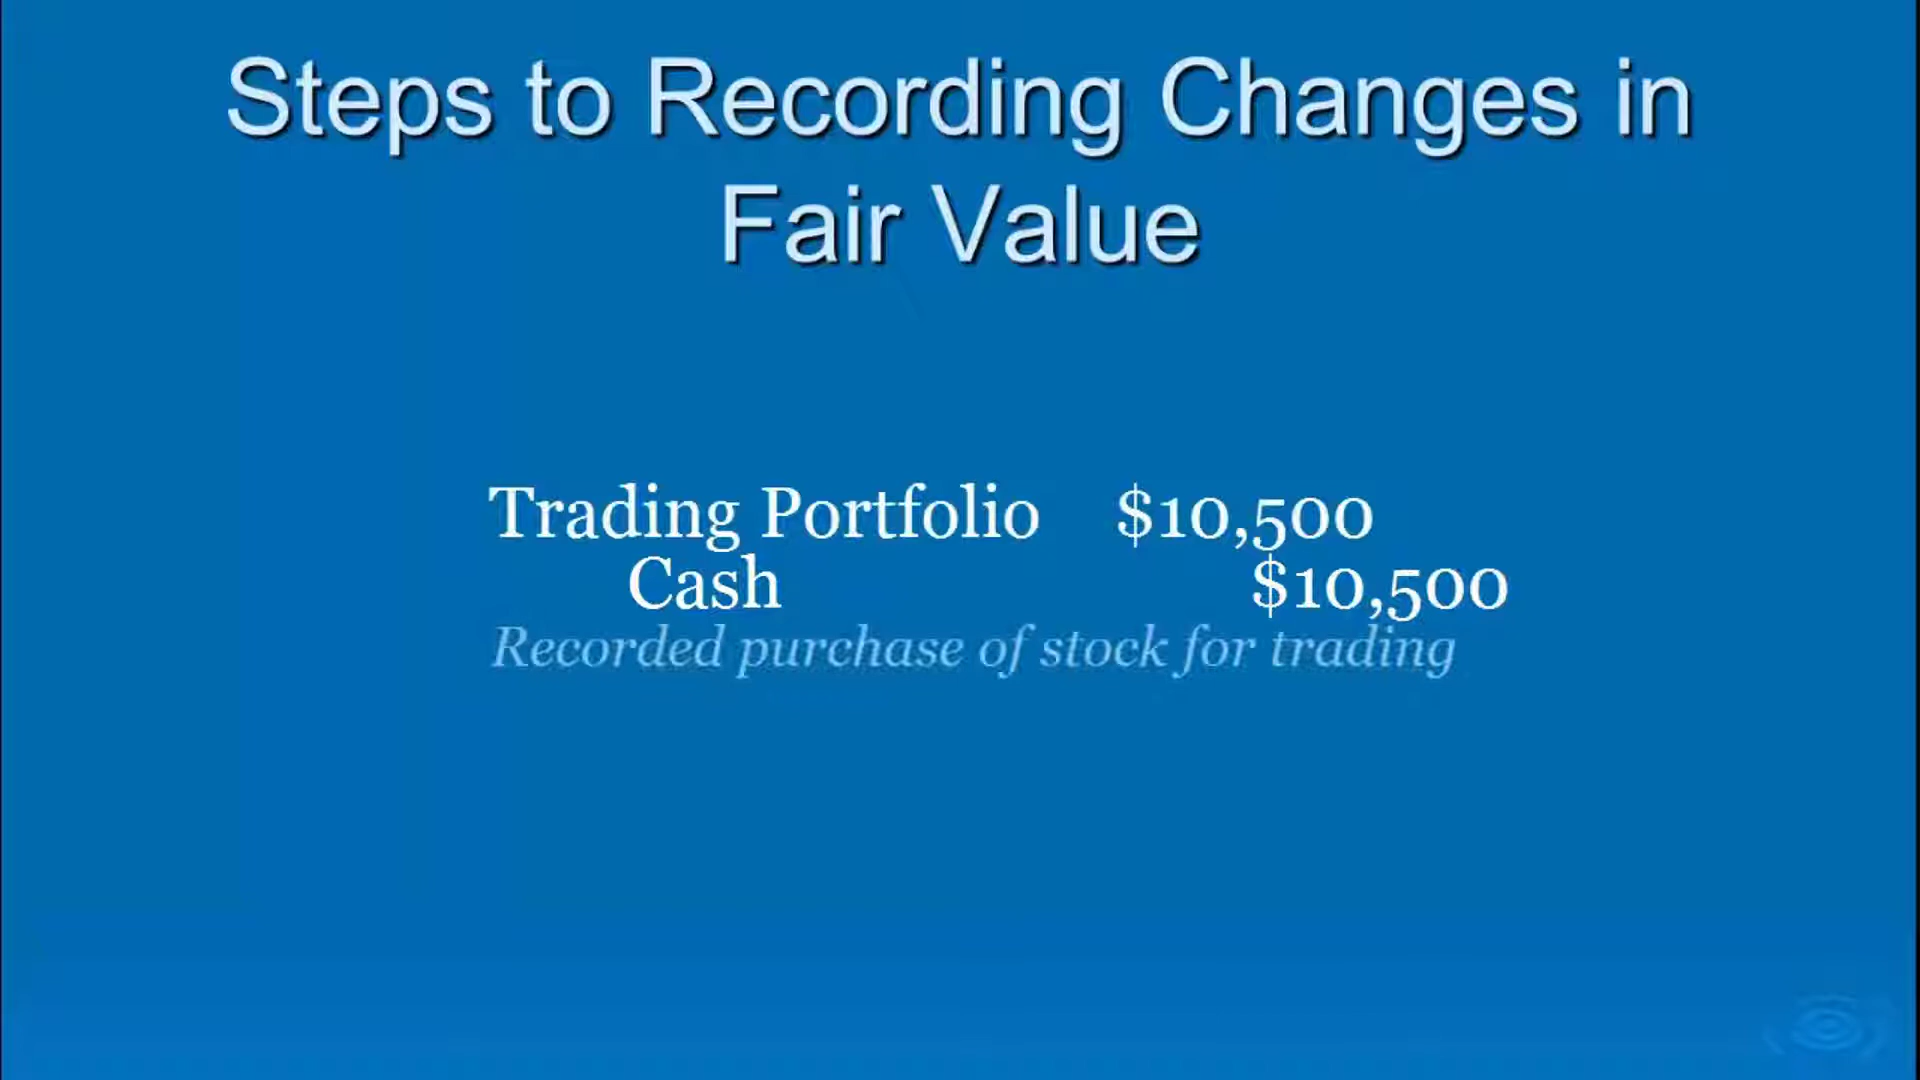 Steps to Recording Changes in
Fair Value
Trading Portfolio $10,500
Cash $10,500
Recorded purchase of stock for trading